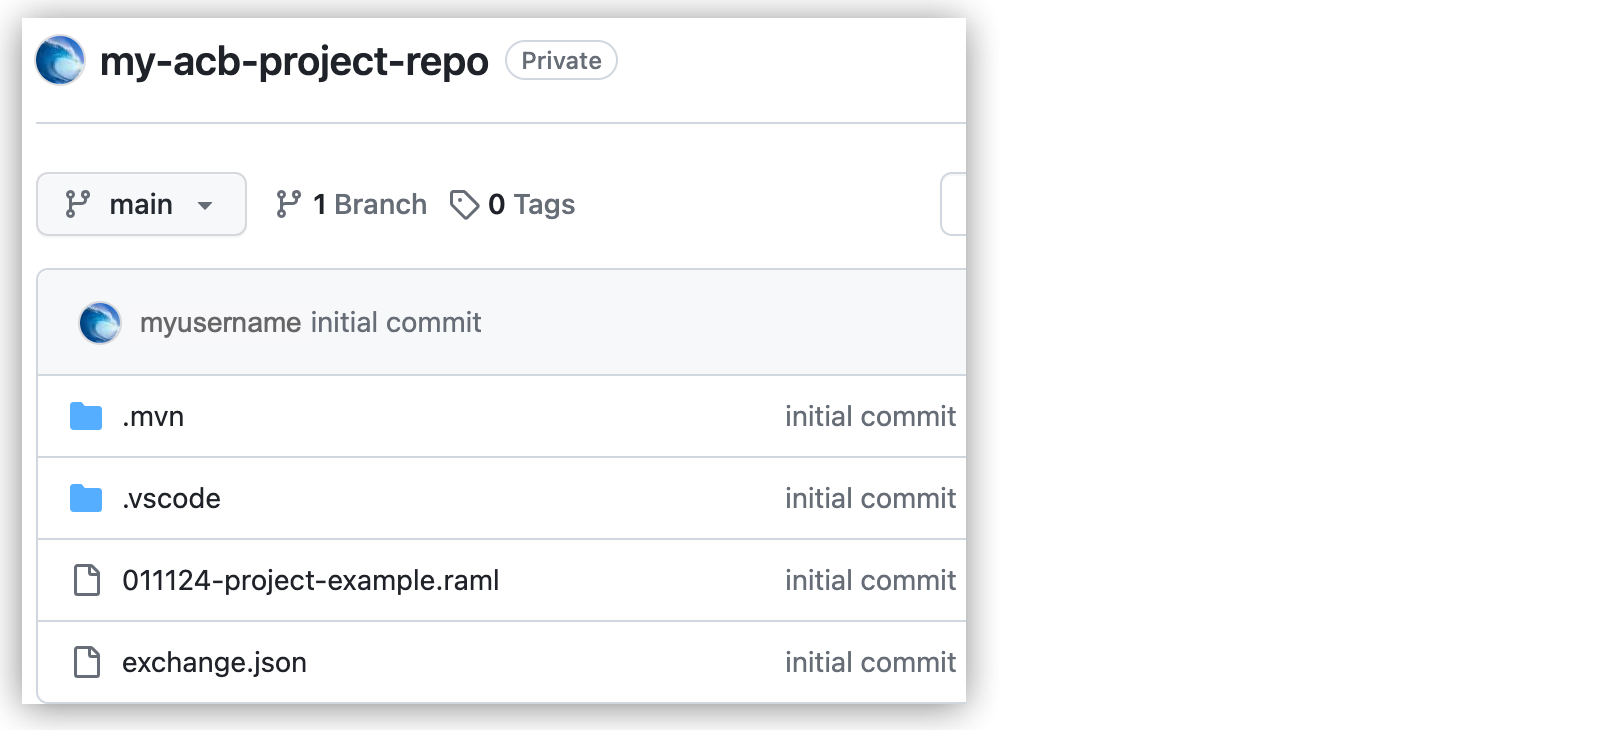 my-acb-project-repo Private
main 1 Branch 0 Tags
myusername initial commit
.mvn initial commit
.vscode initial commit
011124-project-example.raml initial commit
exchange.json initial commit